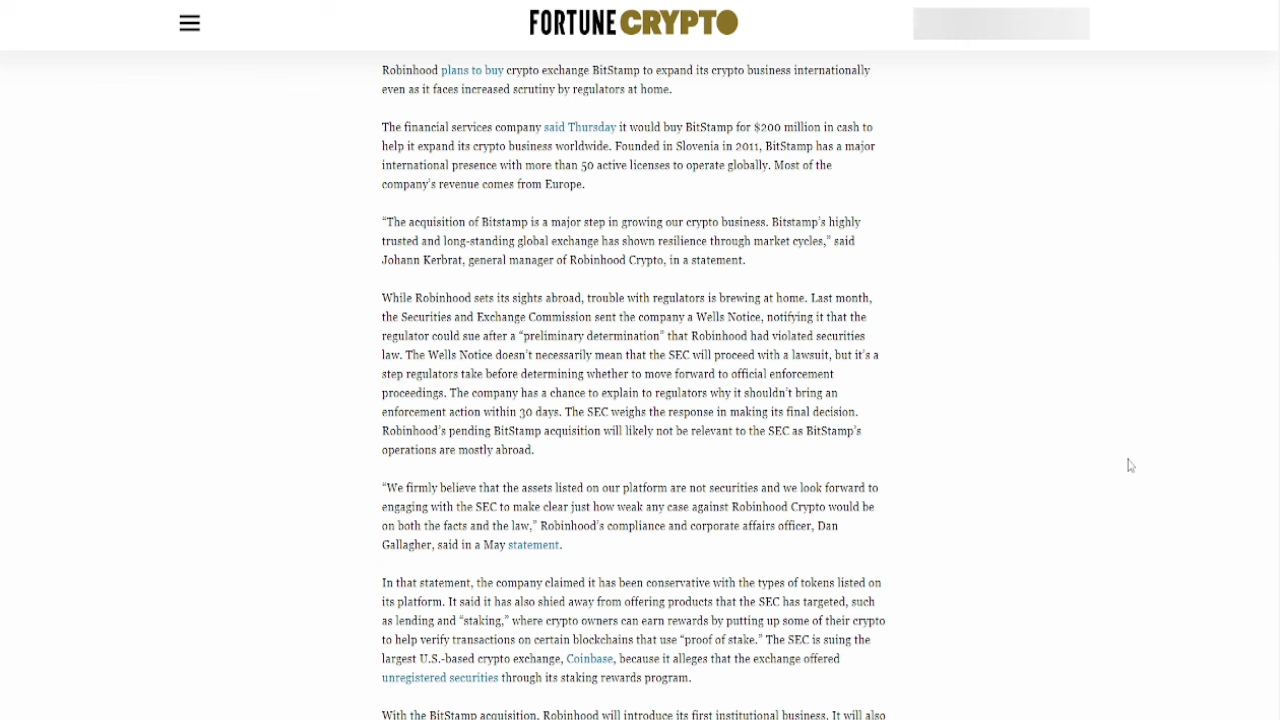 FORTUNE CRYPTO
Robinhood plans to buy crypto exchange BitStamp to expand its crypto business internationally
even as it faces increased scrutiny by regulators at home.
The financial services company said Thursday it would buy BitStamp for $200 million in cash to
help it expand its crypto business worldwide. Founded in Slovenia in 2011, BitStamp has a major
international presence with more than 50 active licenses to operate globally. Most of the
company's revenue comes from Europe.
“The acquisition of Bitstamp is a major step in growing our crypto business. Bitstamp's highly
trusted and long-standing global exchange has shown resilience through market cycles,” said
Johann Kerbrat, general manager of Robinhood Crypto, in a statement.
While Robinhood sets its sights abroad, trouble with regulators is brewing at home. Last month,
the Securities and Exchange Commission sent the company a Wells Notice, notifying it that the
regulator could sue after a “preliminary determination” that Robinhood had violated securities
law. The Wells Notice doesn't necessarily mean that the SEC will proceed with a lawsuit, but it's a
step regulators take before determining whether to move forward to official enforcement
proceedings. The company has a chance to explain to regulators why it shouldn't bring an
enforcement action within 30 days. The SEC weighs the response in making its final decision.
Robinhood's pending BitStamp acquisition will likely not be relevant to the SEC as BitStamp's
operations are mostly abroad.
“We firmly believe that the assets listed on our platform are not securities and we look forward to
engaging with the SEC to make clear just how weak any case against Robinhood Crypto would be
on both the facts and the law,” Robinhood's compliance and corporate affairs officer, Dan
Gallagher, said in a May statement.
In that statement, the company claimed it has been conservative with the types of tokens listed on
its platform. It said it has also shied away from offering products that the SEC has targeted, such
as lending and “staking,” where crypto owners can earn rewards by putting up some of their crypto
to help verify transactions on certain blockchains that use “proof of stake.” The SEC is suing the
largest U.S.-based crypto exchange, Coinbase, because it alleges that the exchange offered
unregistered securities through its staking rewards program.
With the BitStamp acquisition, Robinhood will introduce its first institutional business. It will also